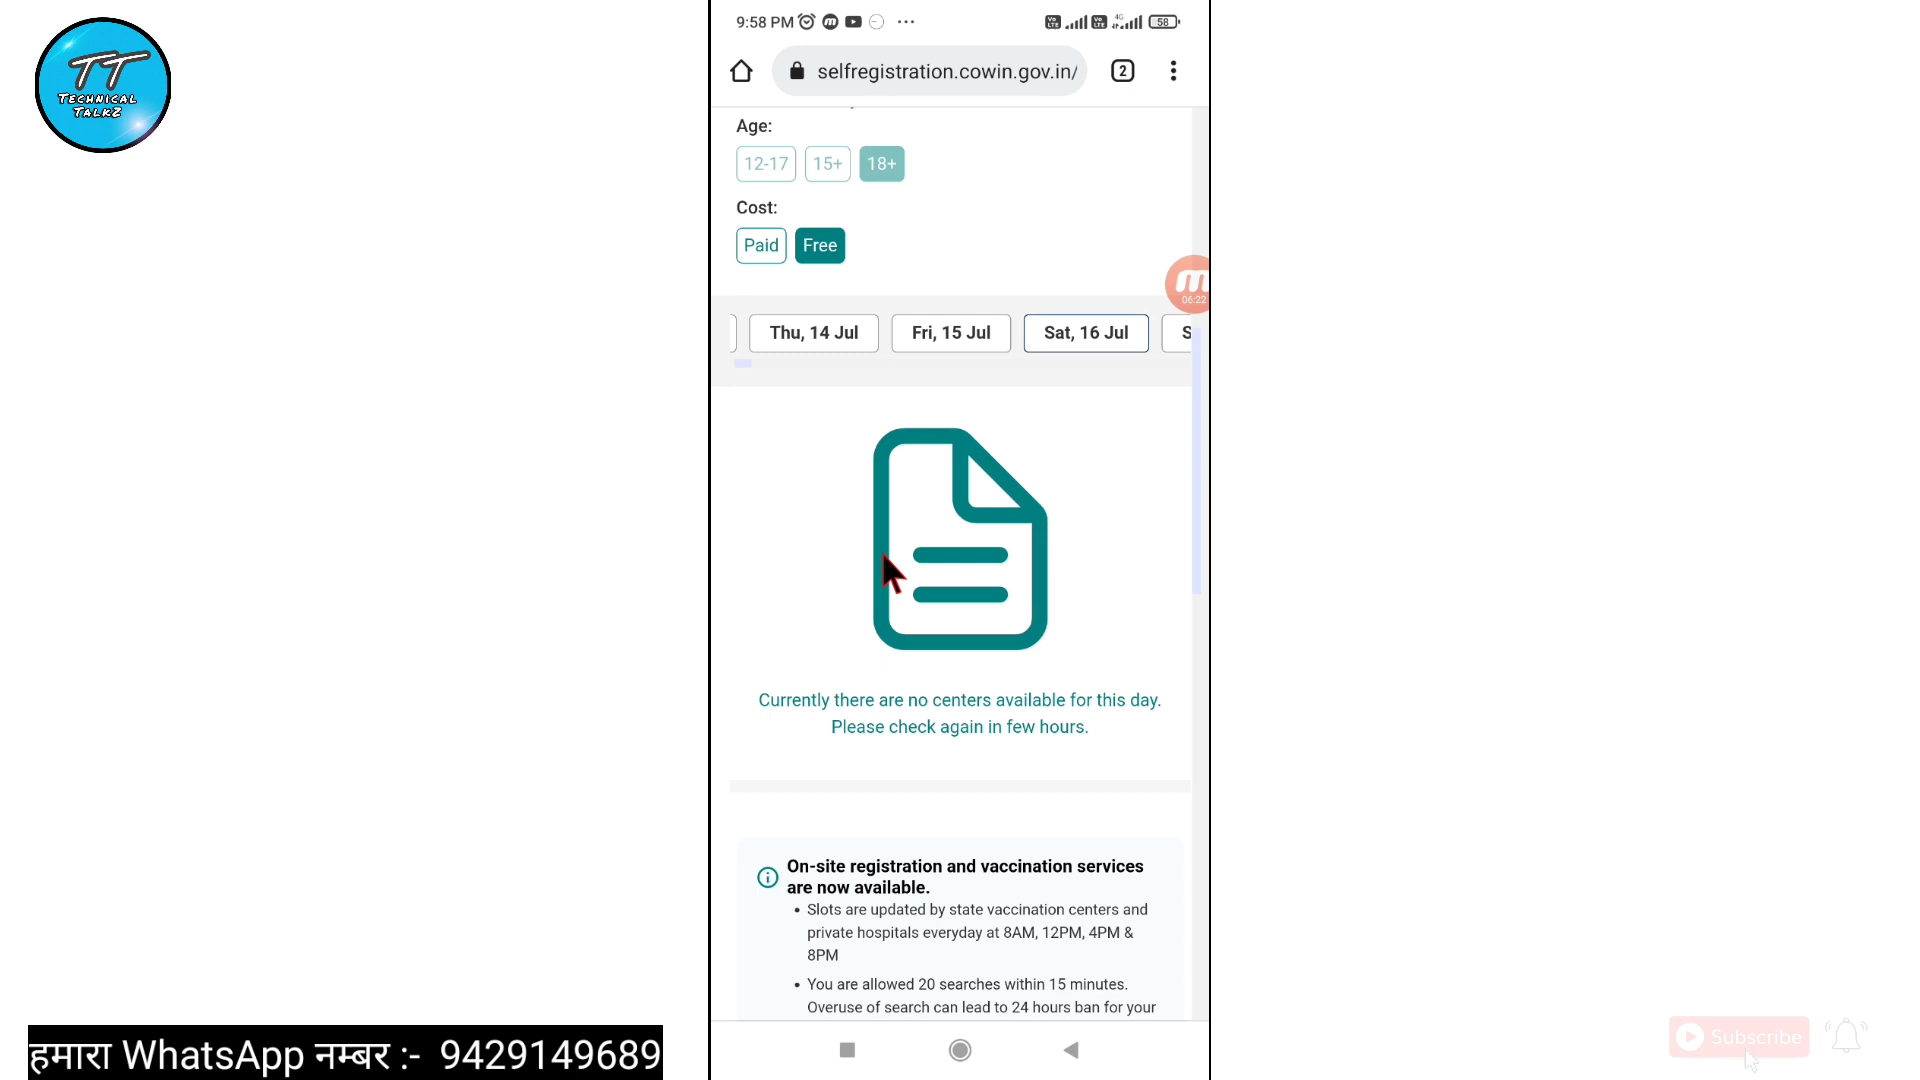 TT
TECHNICAL
TALKZ
9:58 PM
4G
58
selfregistration.cowin.gov.in/
2
Age:
12-17 15+ 18+
Cost:
Paid Free
06:22
Thu, 14 Jul Fri, 15 Jul Sat, 16 Jul S
Currently there are no centers available for this day.
Please check again in few hours.
On-site registration and vaccination services
are now available.
• Slots are updated by state vaccination centers and
private hospitals everyday at 8AM, 12PM, 4PM &
8PM
• You are allowed 20 searches within 15 minutes.
Overuse of search can lead to 24 hours ban for your
हमारा WhatsApp नम्बर :- 9429149689
Subscribe